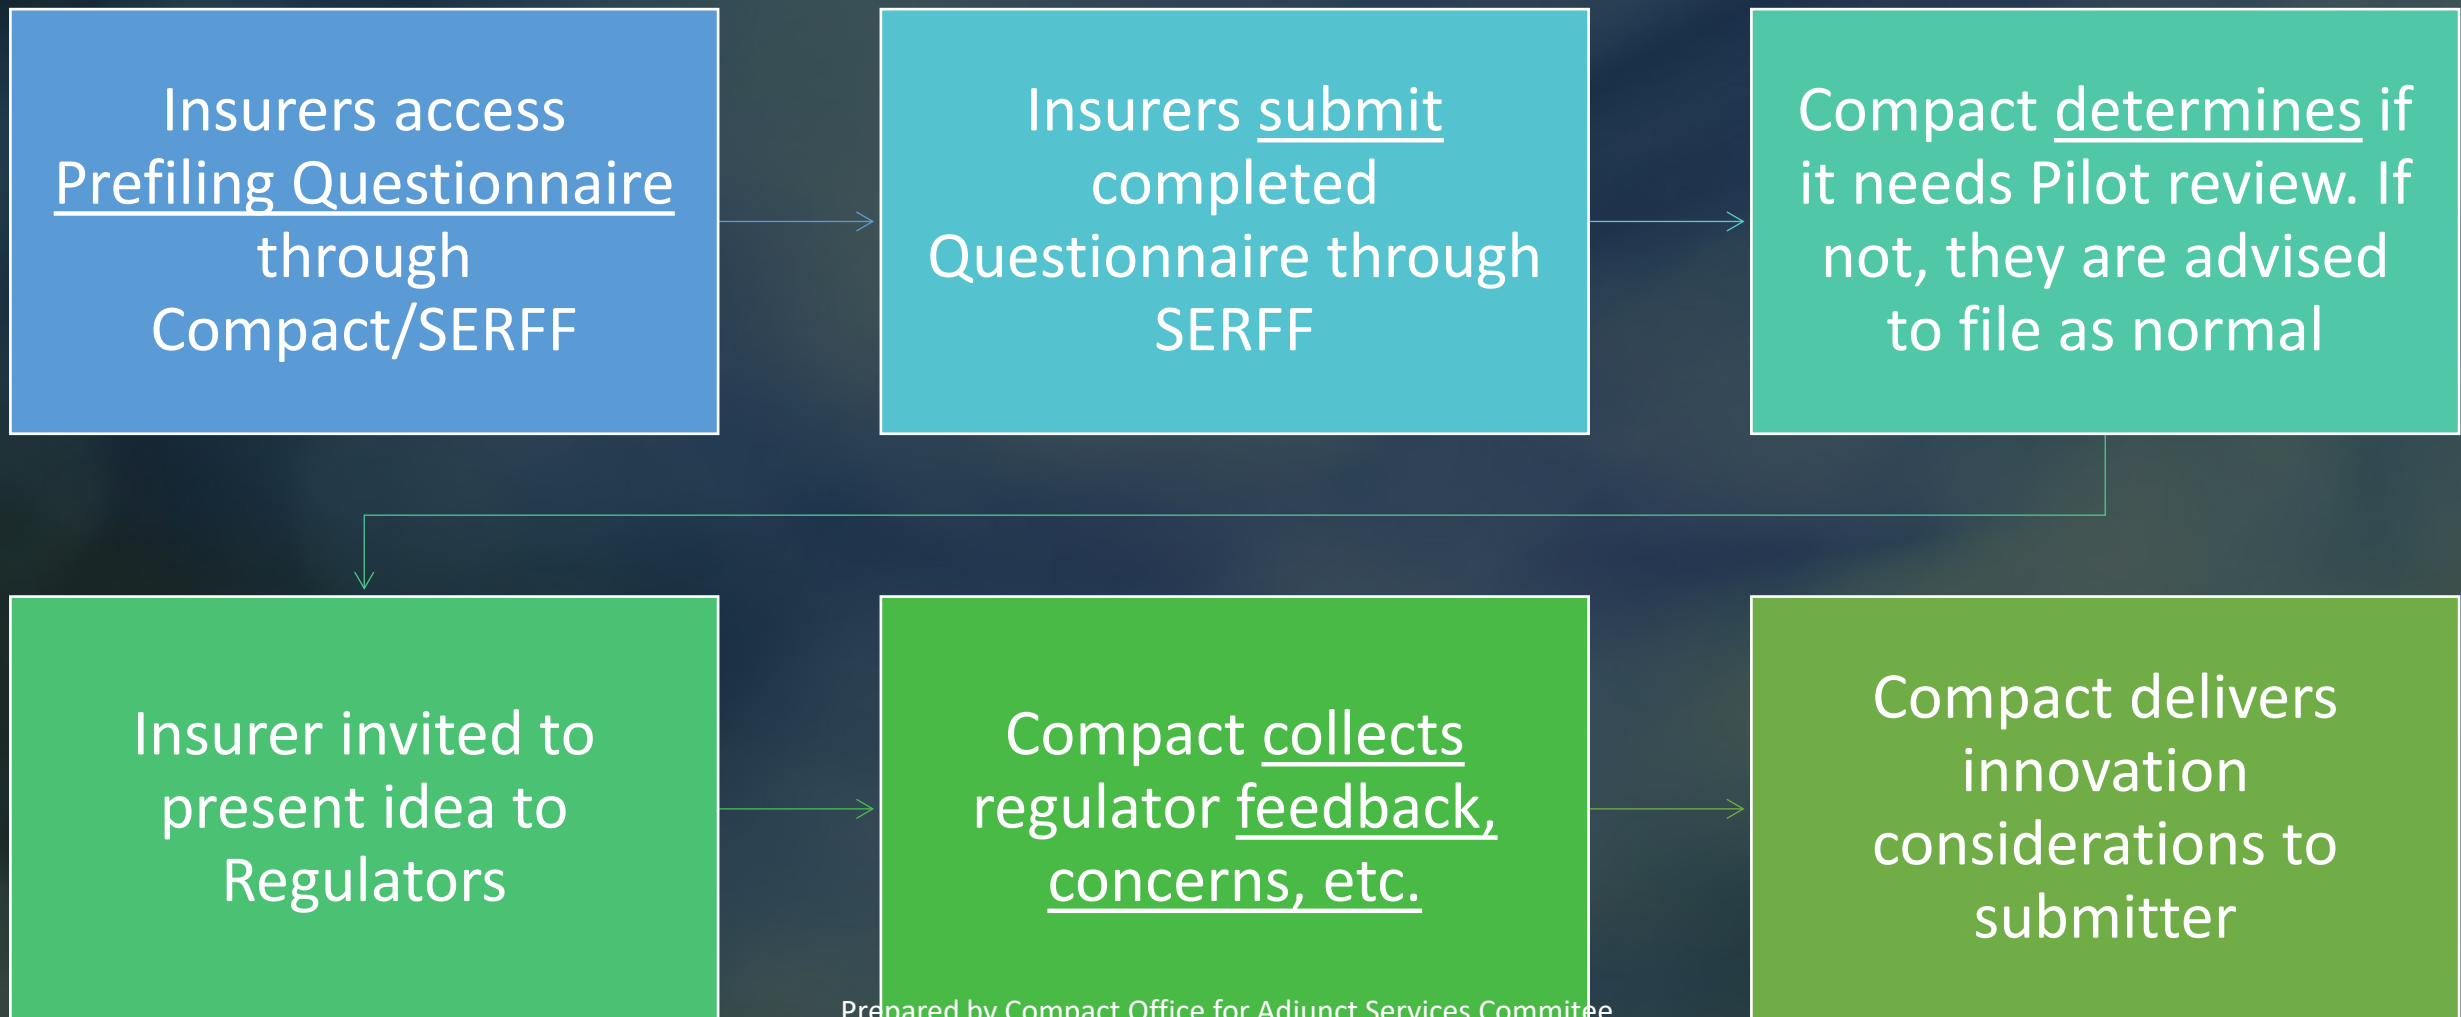 Insurers access
Prefiling Questionnaire
through
Compact/SERFF
Insurers submit
completed
Questionnaire through
SERFF
Compact determines if
it needs Pilot review. If
not, they are advised
to file as normal
Insurer invited to
present idea to
Regulators
Compact collects
regulator feedback,
concerns, etc.
Compact delivers
innovation
considerations to
submitter
Prepared by Compact Office for Adjunct Services Commitee